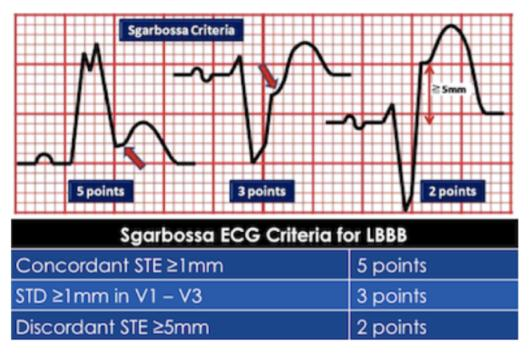 Sgarbossa Criteria
≥ 5mm
5 points
3 points
2 points
Sgarbossa ECG Criteria for LBBB
Concordant STE ≥1mm 5 points
STD ≥1mm in V1 – V3 3 points
Discordant STE ≥5mm 2 points